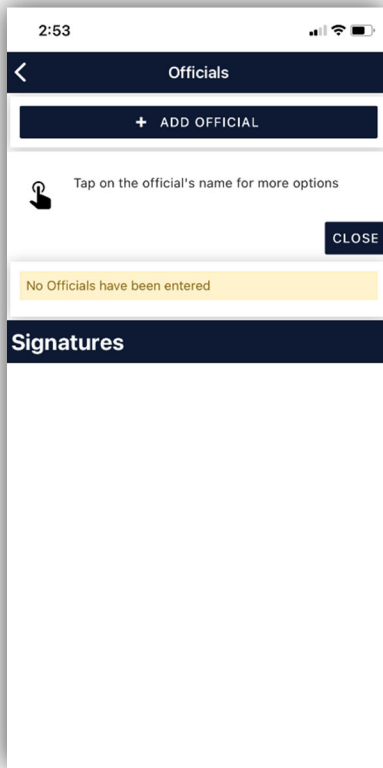 2:53
Officials
+ ADD OFFICIAL
Tap on the official's name for more options
CLOSE
No Officials have been entered
Signatures